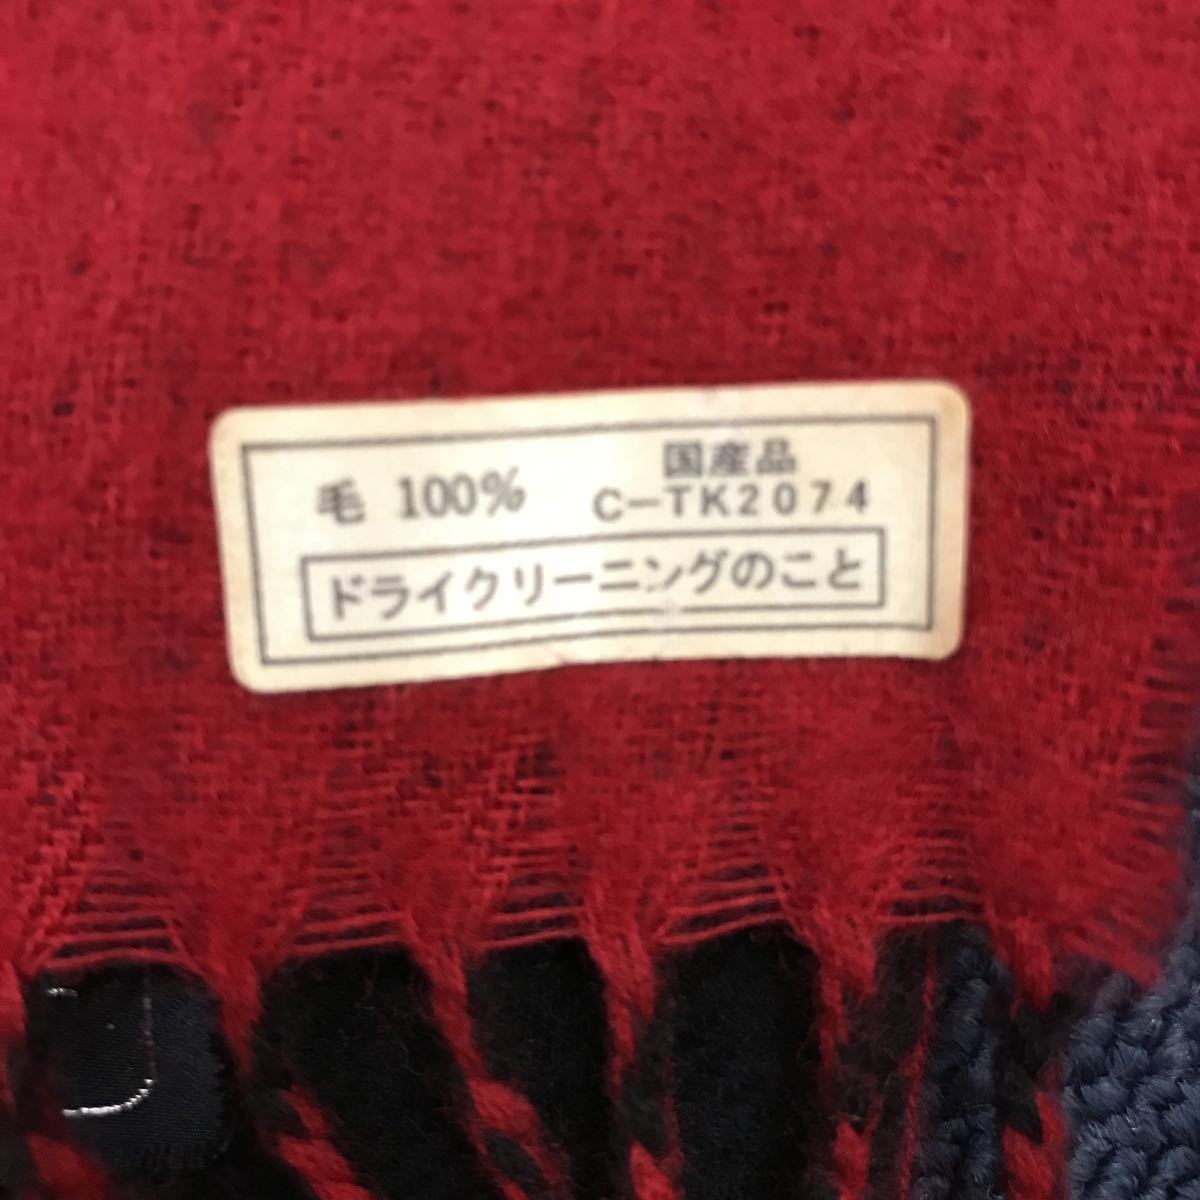 毛 100%
国産品
C-TK2074
ドライクリーニングのこと